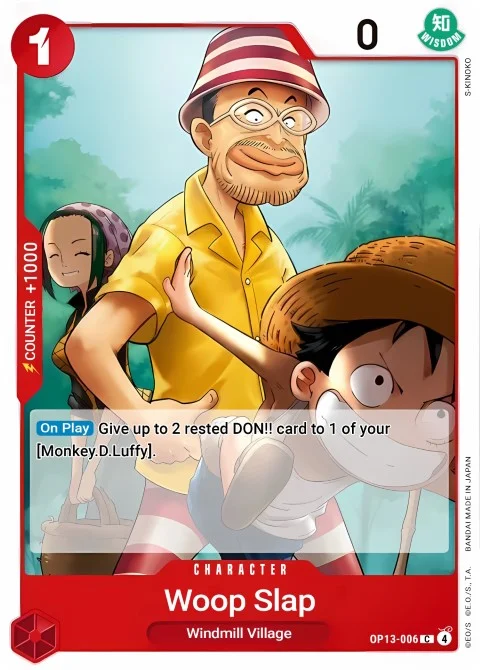 1
0
知
WISDOM
S-KINOKO
COUNTER +1000
On Play Give up to 2 rested DON!! card to 1 of your
[Monkey.D.Luffy].
BANDAI MADE IN JAPAN
©EO/S ©E.O./S.,T.A.
CHARACTER
Woop Slap
Windmill Village
OP13-006 C 4